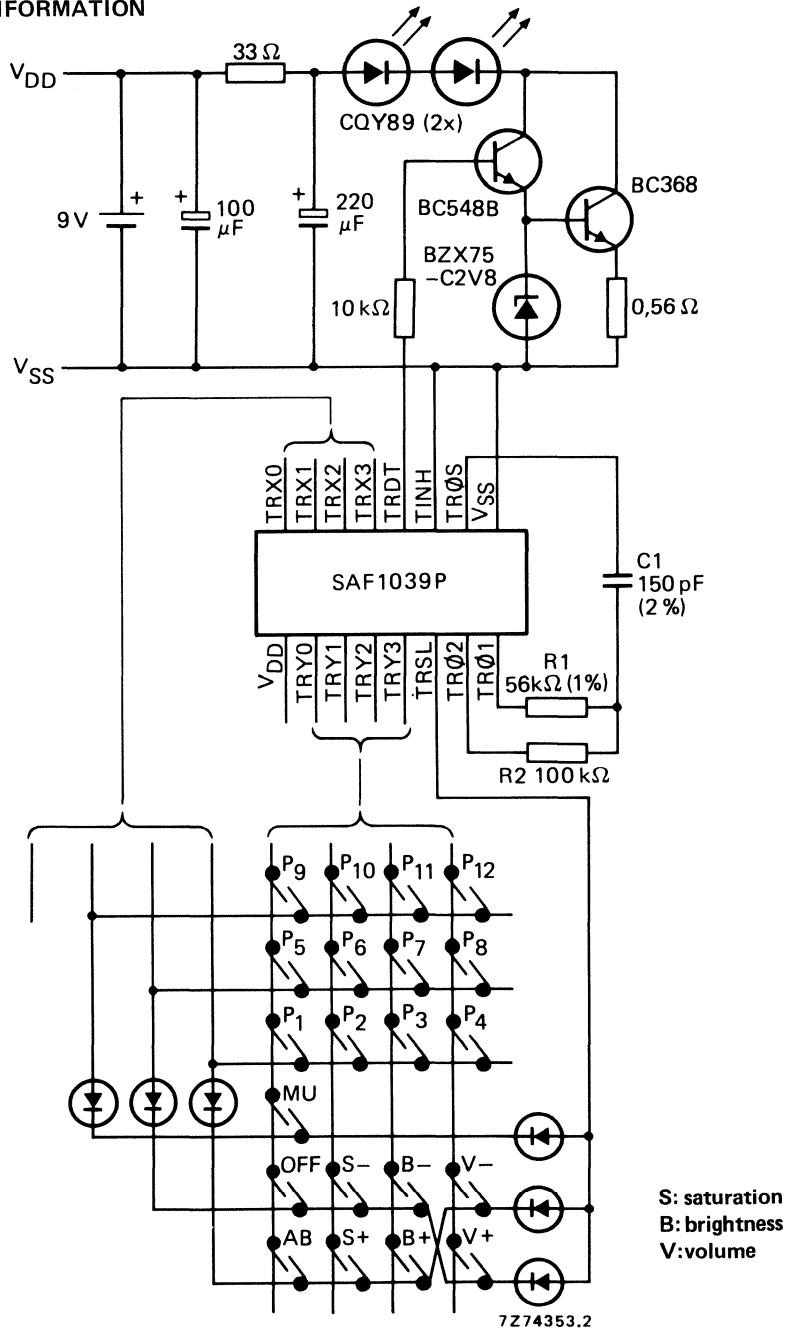 NFORMATION
V_DD
33 Ω
CQY89 (2x)
BC368
BC548B
9 V
+
+
100 μF
+
220 μF
BZX75 -C2V8
10 kΩ
0,56 Ω
V_SS
TRX0
TRX1
TRX2
TRX3
TRDT
TINH
TRØS
V_SS
SAF1039P
C1
150 pF
(2 %)
V_DD
TRY0
TRY1
TRY2
TRY3
TRSL
TRØ2
TRØ1
R1
56kΩ (1%)
R2 100 kΩ
P9
P10
P11
P12
P5
P6
P7
P8
P1
P2
P3
P4
MU
OFF
S−
B−
V−
AB
S+
B+
V+
S: saturation
B: brightness
V:volume
7Z74353.2